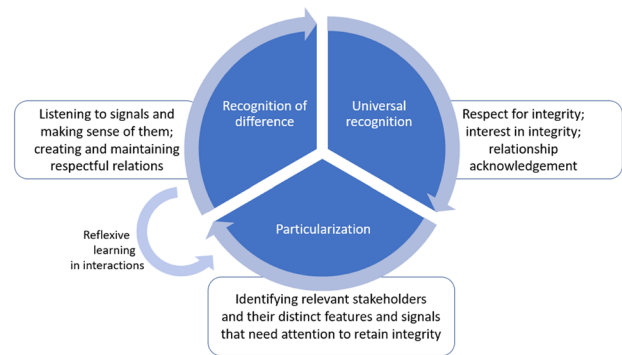 Recognition of
difference
Universal
recognition
Particularization
Listening to signals and
making sense of them;
creating and maintaining
respectful relations
Respect for integrity;
interest in integrity;
relationship
acknowledgement
Reflexive
learning
in interactions
Identifying relevant stakeholders
and their distinct features and signals
that need attention to retain integrity